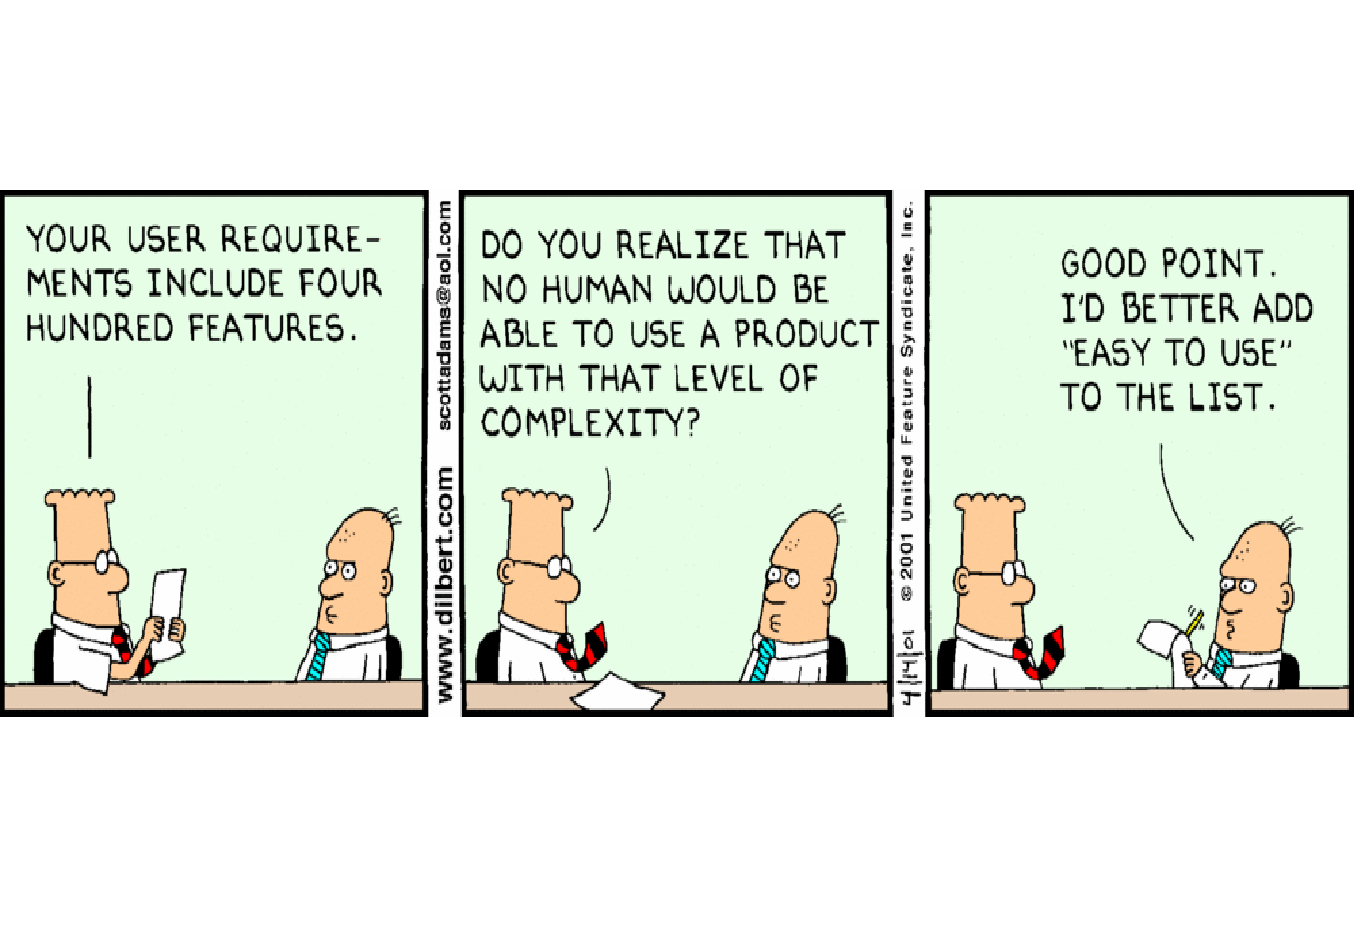 YOUR USER REQUIRE-
MENTS INCLUDE FOUR
HUNDRED FEATURES.
www.dilbert.com scottadams@aol.com
DO YOU REALIZE THAT
NO HUMAN WOULD BE
ABLE TO USE A PRODUCT
WITH THAT LEVEL OF
COMPLEXITY?
4/14/01 © 2001 United Feature Syndicate, Inc.
GOOD POINT.
I'D BETTER ADD
"EASY TO USE"
TO THE LIST.